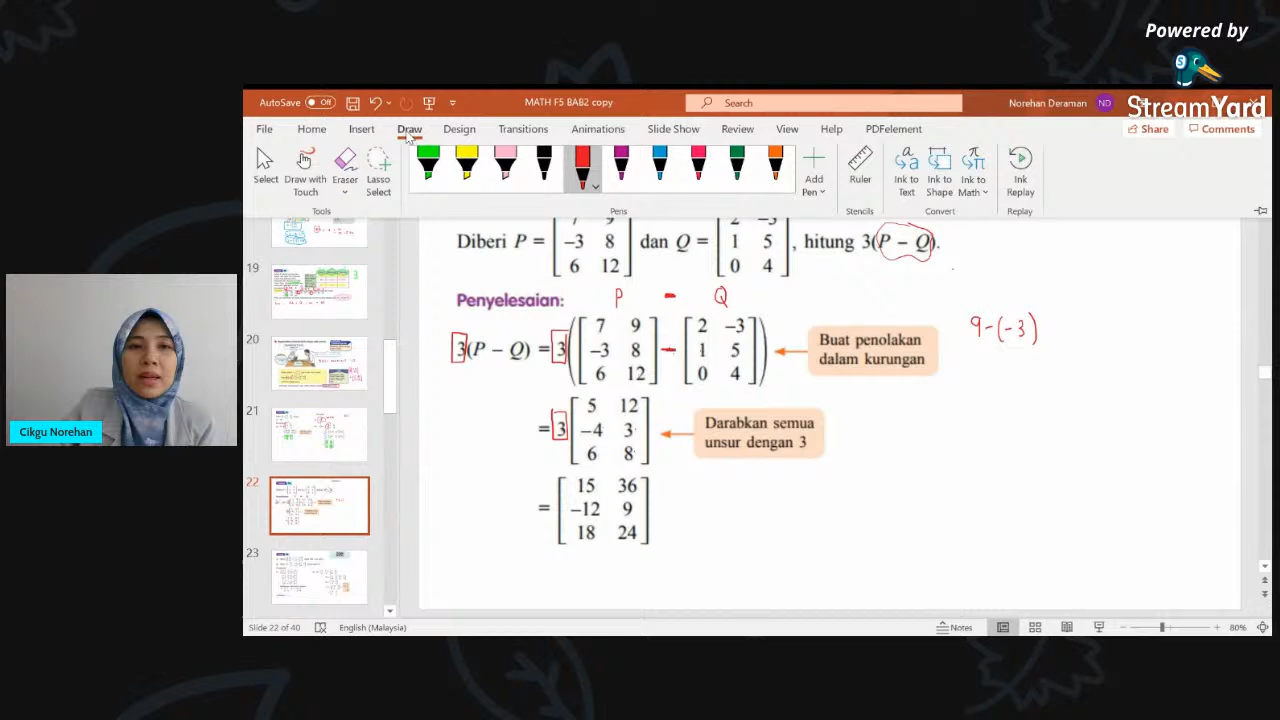 Powered by
StreamYard
AutoSave Off
MATH F5 BAB2 copy
Search
Norehan Deraman ND
File Home Insert Draw Design Transitions Animations Slide Show Review View Help PDFelement
Share Comments
Select
Draw with Touch
Eraser
Lasso Select
Add Pen
Ruler
Ink to Text
Ink to Shape
Ink to Math
Ink Replay
Tools Pens Stencils Convert Replay
19
20
21
22
23
7 9 2 -3
Diberi P = [-3 8] dan Q = [1 5], hitung 3(P – Q).
6 12 0 4
Penyelesaian: P - Q
7 9 2 –3
3(P – Q) = 3([–3 8] - [1 5])
6 12 0 4
9-(-3)
Buat penolakan
dalam kurungan
5 12
= 3[–4 3]
6 8
Darabkan semua
unsur dengan 3
15 36
= [–12 9]
18 24
Cikgu Norehan
Slide 22 of 40 English (Malaysia) Notes 80%